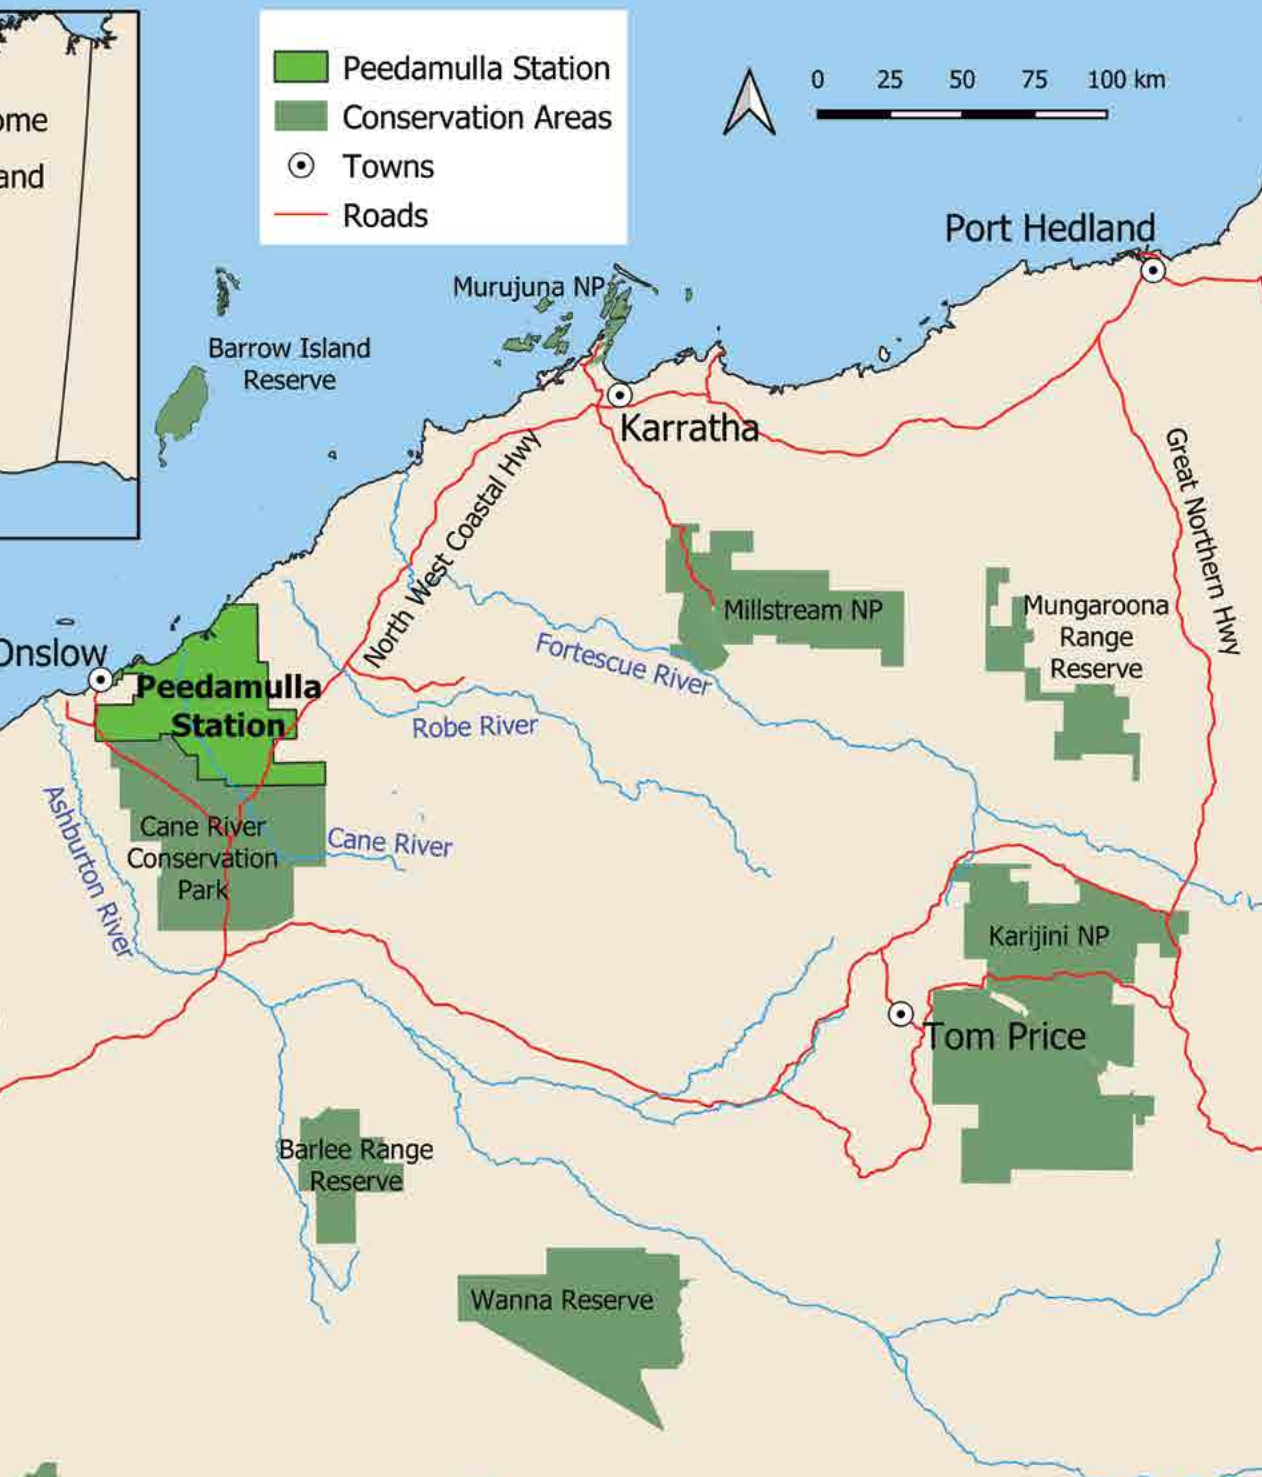 Peedamulla Station
Conservation Areas
Towns
Roads
0 25 50 75 100 km
Port Hedland
Murujuna NP
Barrow Island
Reserve
Karratha
North West Coastal Hwy
Great Northern Hwy
Millstream NP
Mungaroona
Range
Reserve
Fortescue River
Onslow
Peedamulla
Station
Robe River
Ashburton River
Cane River
Conservation
Park
Cane River
Karijini NP
Tom Price
Barlee Range
Reserve
Wanna Reserve